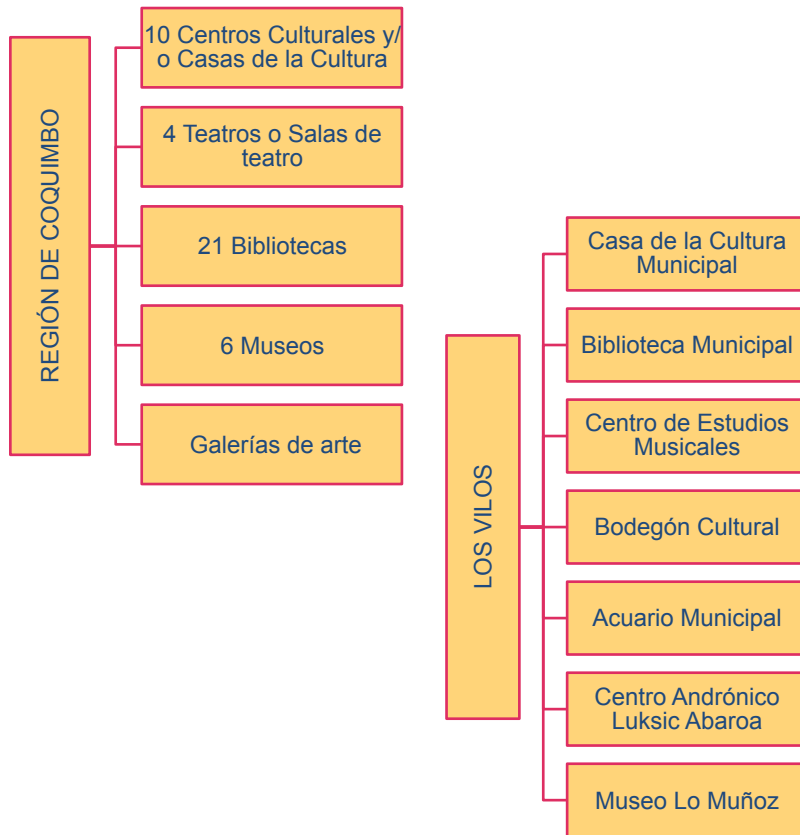 REGIÓN DE COQUIMBO
10 Centros Culturales y/
o Casas de la Cultura
4 Teatros o Salas de
teatro
21 Bibliotecas
6 Museos
Galerías de arte
LOS VILOS
Casa de la Cultura
Municipal
Biblioteca Municipal
Centro de Estudios
Musicales
Bodegón Cultural
Acuario Municipal
Centro Andrónico
Luksic Abaroa
Museo Lo Muñoz